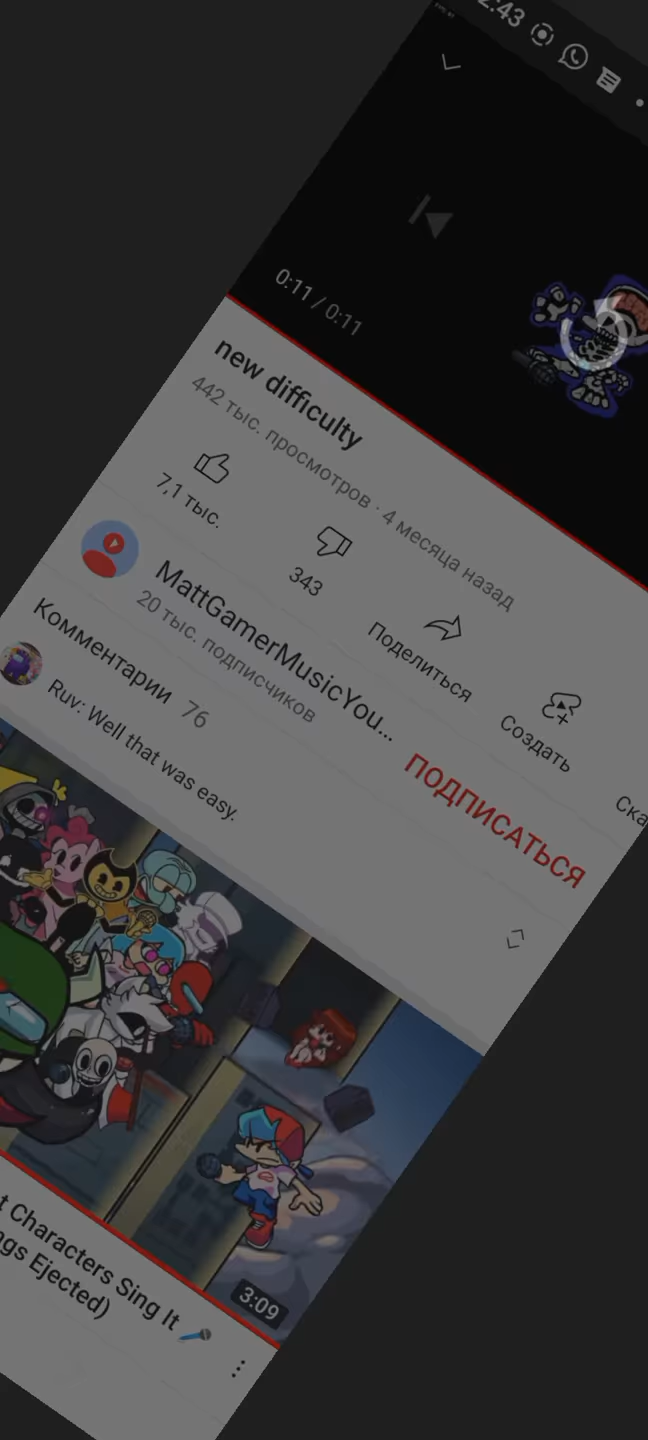 2:43
0:11 / 0:11
new difficulty
442 тыс. просмотров · 4 месяца назад
7,1 тыс.
343
Поделиться
Создать
Ска
MattGamerMusicYou...
20 тыс. подписчиков
ПОДПИСАТЬСЯ
Комментарии 76
Ruv: Well that was easy.
3:09
t Characters Sing It 🎤
ngs Ejected)